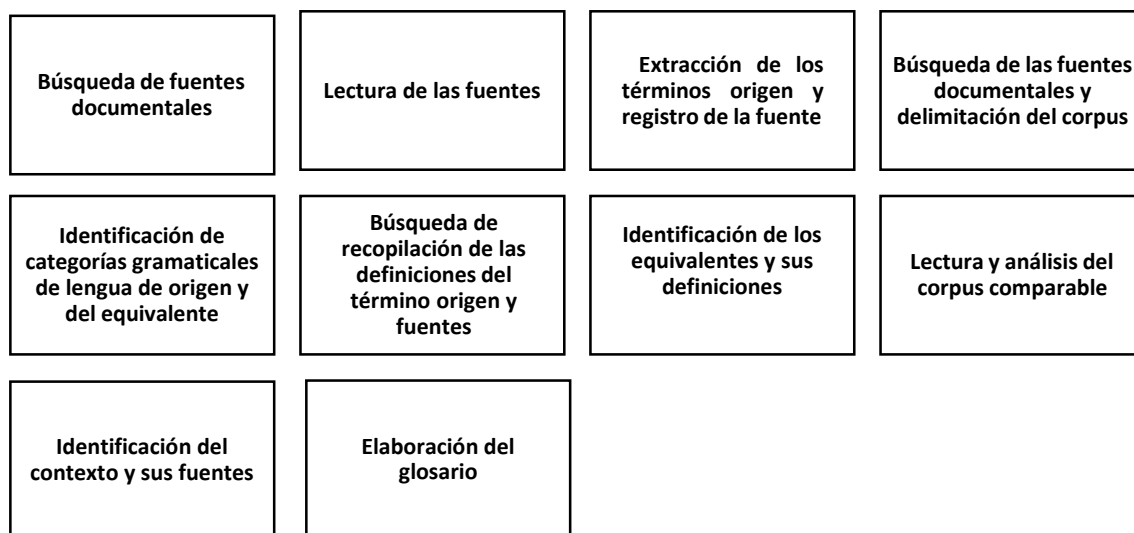 Búsqueda de fuentes
documentales
Lectura de las fuentes
Extracción de los
términos origen y
registro de la fuente
Búsqueda de las fuentes
documentales y
delimitación del corpus
Identificación de
categorías gramaticales
de lengua de origen y
del equivalente
Búsqueda de
recopilación de las
definiciones del
término origen y
fuentes
Identificación de los
equivalentes y sus
definiciones
Lectura y análisis del
corpus comparable
Identificación del
contexto y sus fuentes
Elaboración del
glosario